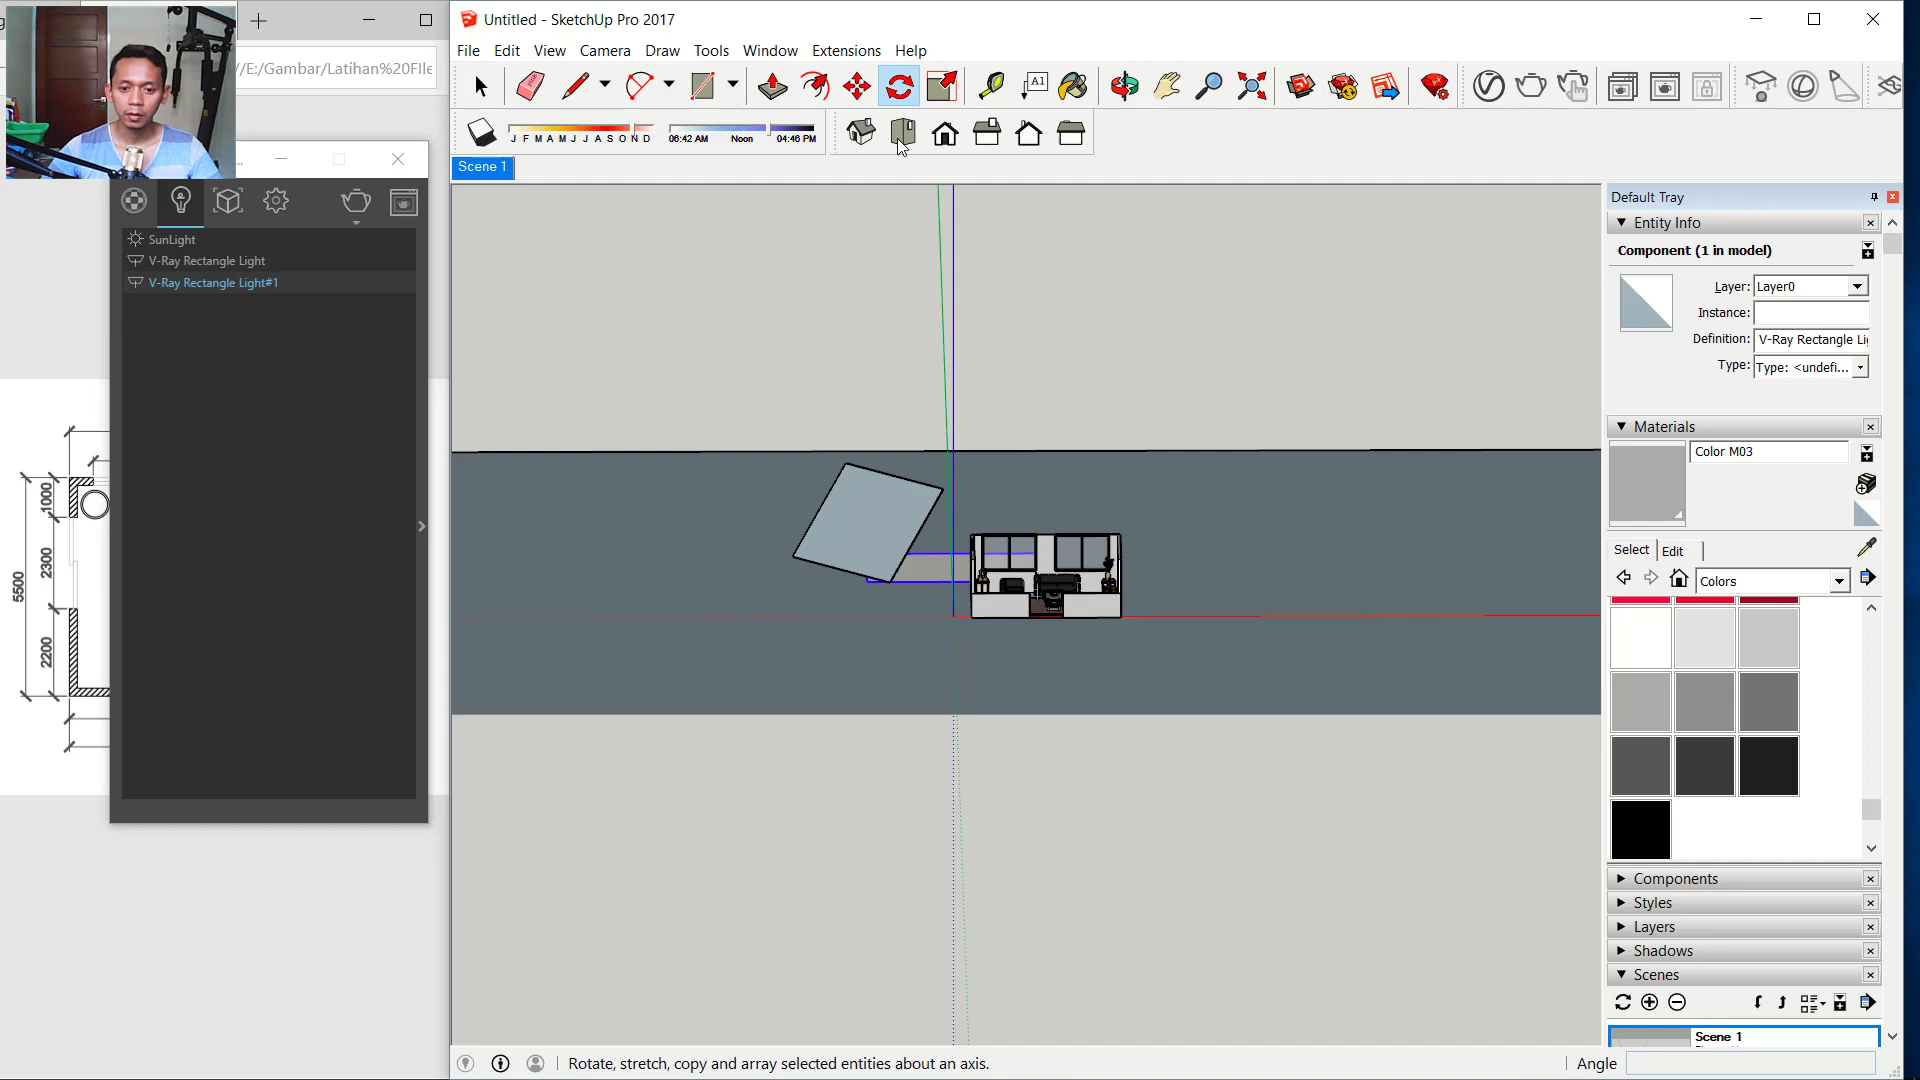 Untitled - SketchUp Pro 2017
//E:/Gambar/Latihan%20FIle
File Edit View Camera Draw Tools Window Extensions Help
A1
J F M A M J J A S O N D
06:42 AM Noon 04:46 PM
Scene 1
SunLight
V-Ray Rectangle Light
V-Ray Rectangle Light#1
1000
2300
5500
2200
Default Tray
Entity Info
Component (1 in model)
Layer: Layer0
Instance:
Definition: V-Ray Rectangle Li
Type: Type: <undefi...
Materials
Color M03
Select Edit
Colors
Components
Styles
Layers
Shadows
Scenes
Scene 1
Rotate, stretch, copy and array selected entities about an axis.
Angle